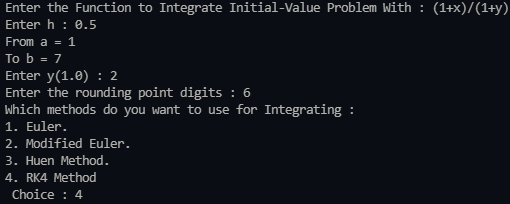 Enter the Function to Integrate Initial-Value Problem With : (1+x)/(1+y)
Enter h : 0.5
From a = 1
To b = 7
Enter y(1.0) : 2
Enter the rounding point digits : 6
Which methods do you want to use for Integrating :
1. Euler.
2. Modified Euler.
3. Huen Method.
4. RK4 Method
 Choice : 4